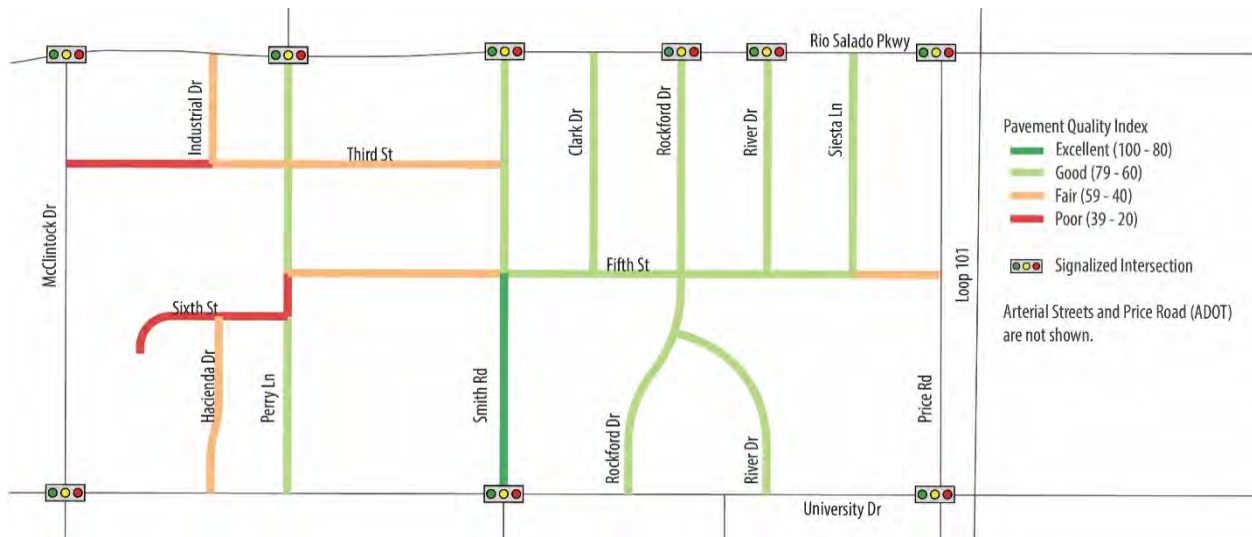 Rio Salado Pkwy
Industrial Dr
Clark Dr
Rockford Dr
River Dr
Siesta Ln
Third St
McClintock Dr
Fifth St
Loop 101
Sixth St
Hacienda Dr
Perry Ln
Smith Rd
Rockford Dr
River Dr
Price Rd
University Dr
Pavement Quality Index
Excellent (100 - 80)
Good (79 - 60)
Fair (59 - 40)
Poor (39 - 20)
Signalized Intersection
Arterial Streets and Price Road (ADOT)
are not shown.